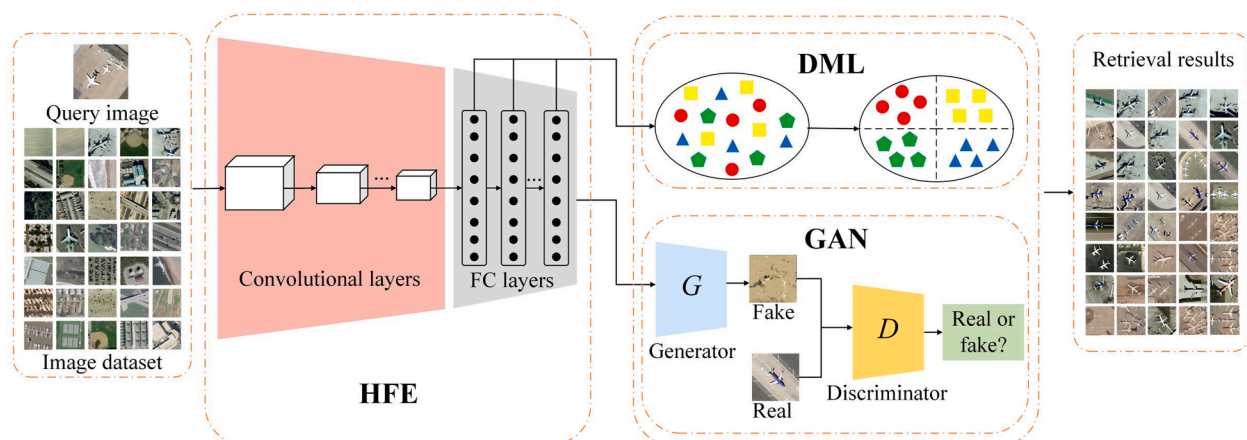 Query image
Image dataset
Convolutional layers
...
FC layers
...
HFE
DML
GAN
G
Generator
Fake
Real
D
Discriminator
Real or
fake?
Retrieval results